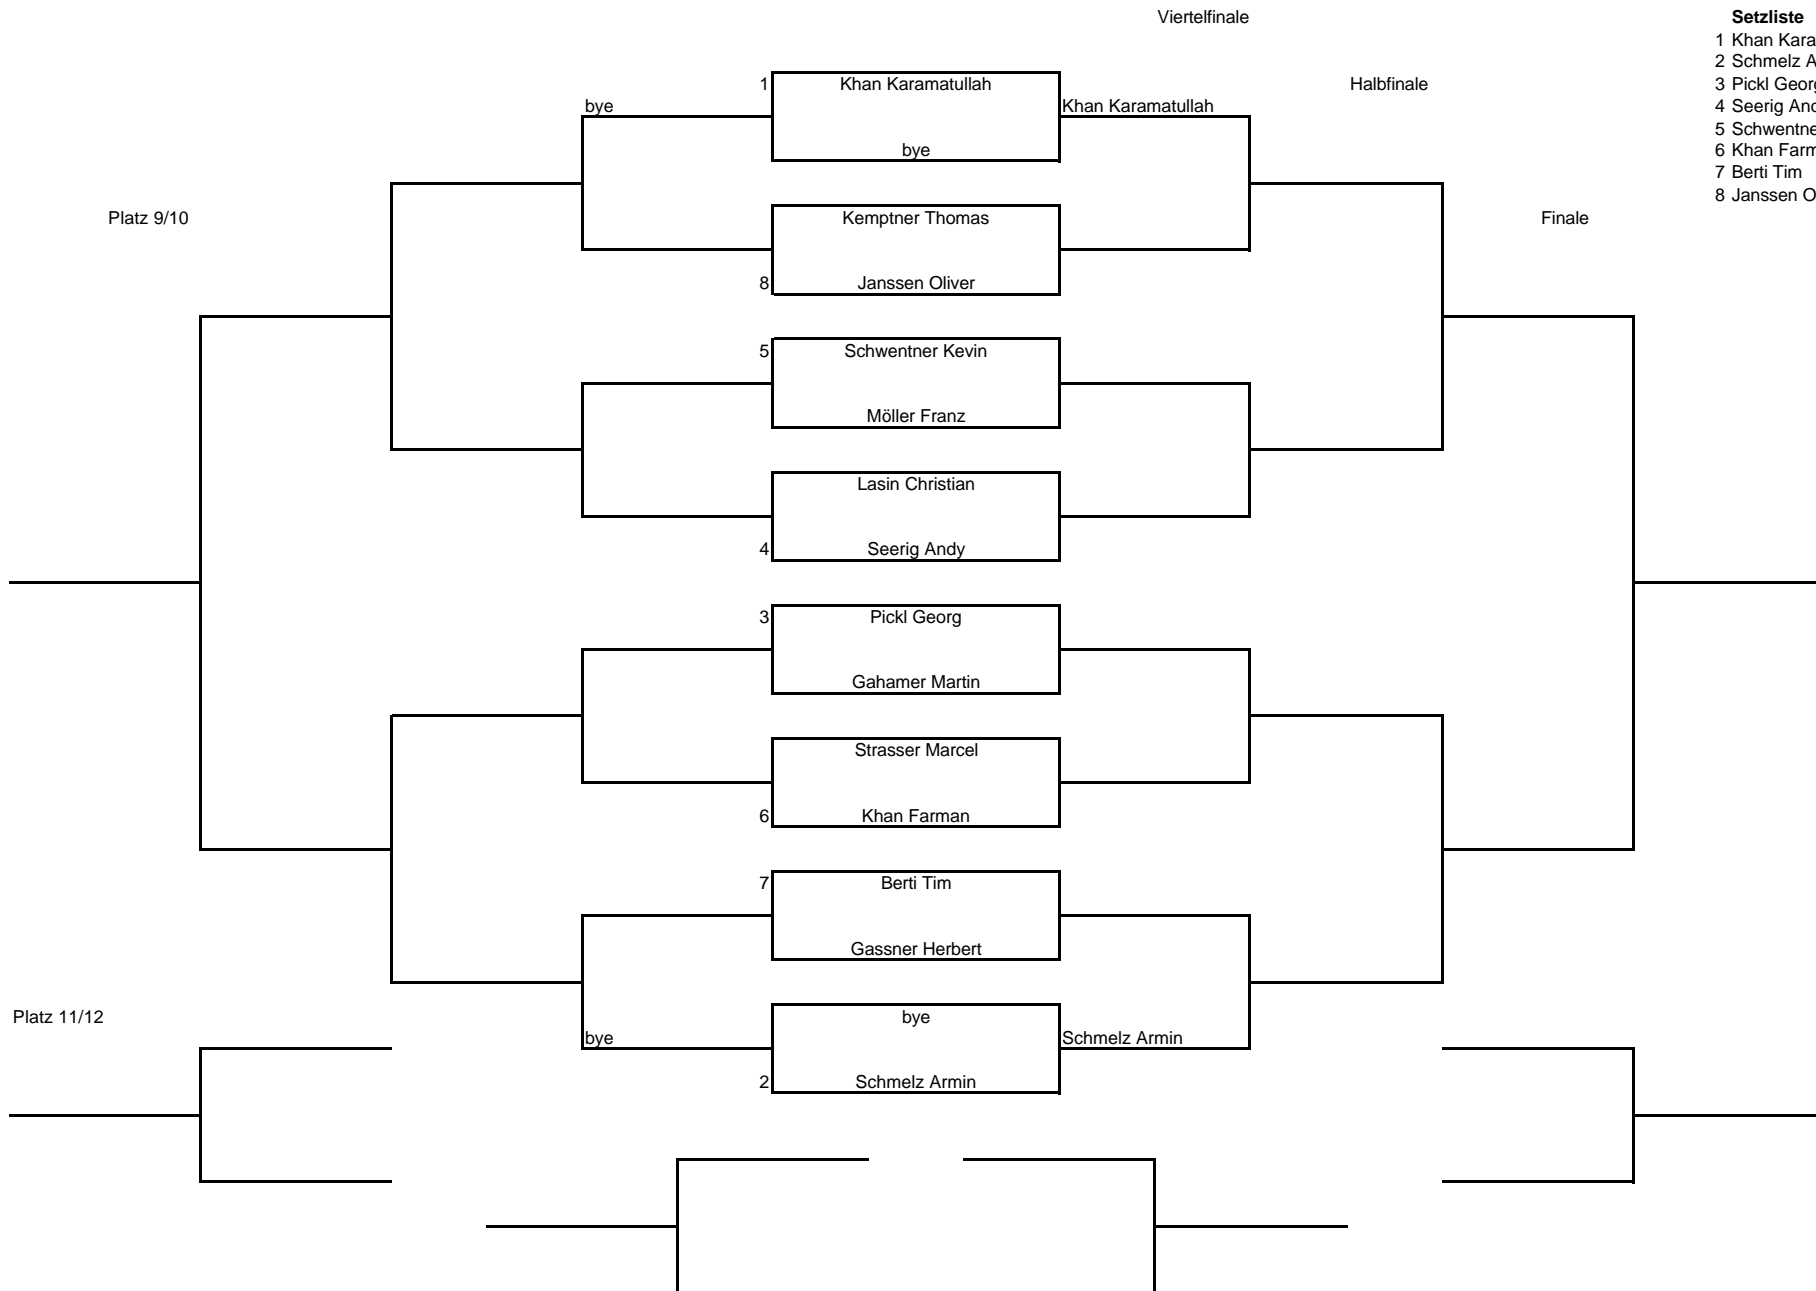 Viertelfinale
Setzliste
1 Khan Kara
2 Schmelz A
3 Pickl Georg
4 Seerig And
5 Schwentne
6 Khan Farm
7 Berti Tim
8 Janssen O
Halbfinale
Finale
Platz 9/10
1 Khan Karamatullah
bye
Khan Karamatullah
bye
Kemptner Thomas
8 Janssen Oliver
5 Schwentner Kevin
Möller Franz
Lasin Christian
4 Seerig Andy
3 Pickl Georg
Gahamer Martin
Strasser Marcel
6 Khan Farman
7 Berti Tim
Gassner Herbert
Platz 11/12
bye
bye
Schmelz Armin
2 Schmelz Armin